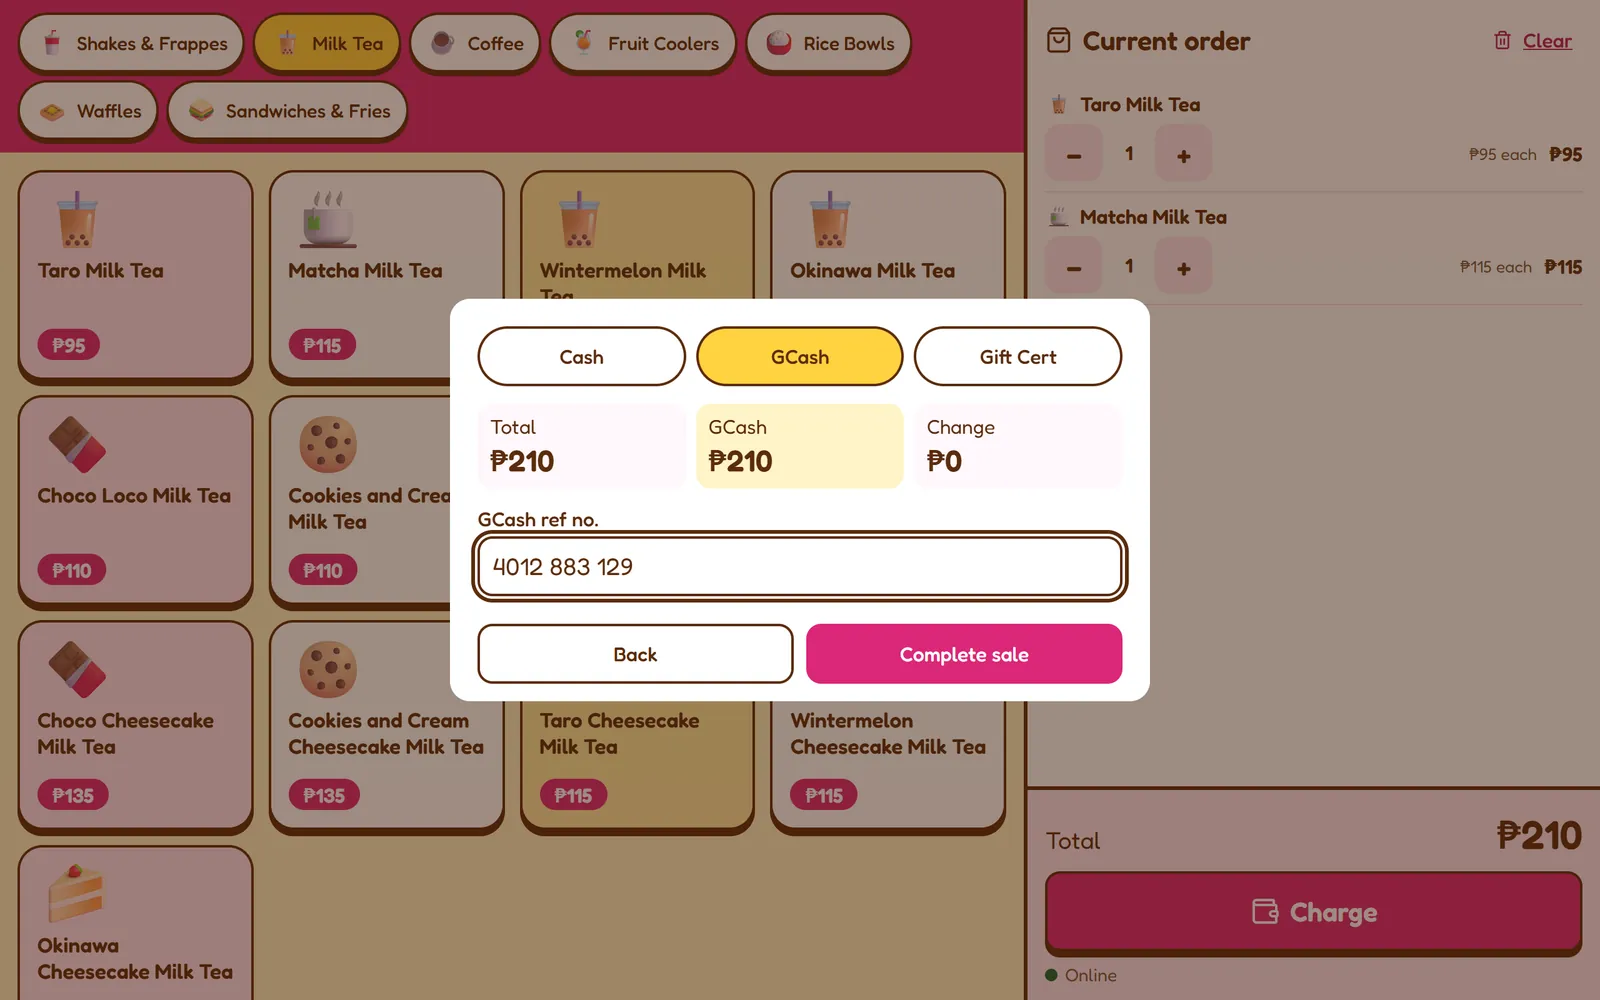 Shakes & Frappes
Milk Tea
Coffee
Fruit Coolers
Rice Bowls
Waffles
Sandwiches & Fries
Taro Milk Tea
₱95
Matcha Milk Tea
₱115
Wintermelon Milk
Tea
Okinawa Milk Tea
Choco Loco Milk Tea
₱110
Cookies and Crea
Milk Tea
₱110
Choco Cheesecake
Milk Tea
₱135
Cookies and Cream
Cheesecake Milk Tea
₱135
Taro Cheesecake
Milk Tea
₱115
Wintermelon
Cheesecake Milk Tea
₱115
Okinawa
Cheesecake Milk Tea
Cash
GCash
Gift Cert
Total
₱210
GCash
₱210
Change
₱0
GCash ref no.
4012 883 129
Back
Complete sale
Current order
Clear
Taro Milk Tea
− 1 +
₱95 each ₱95
Matcha Milk Tea
− 1 +
₱115 each ₱115
Total
₱210
Charge
Online